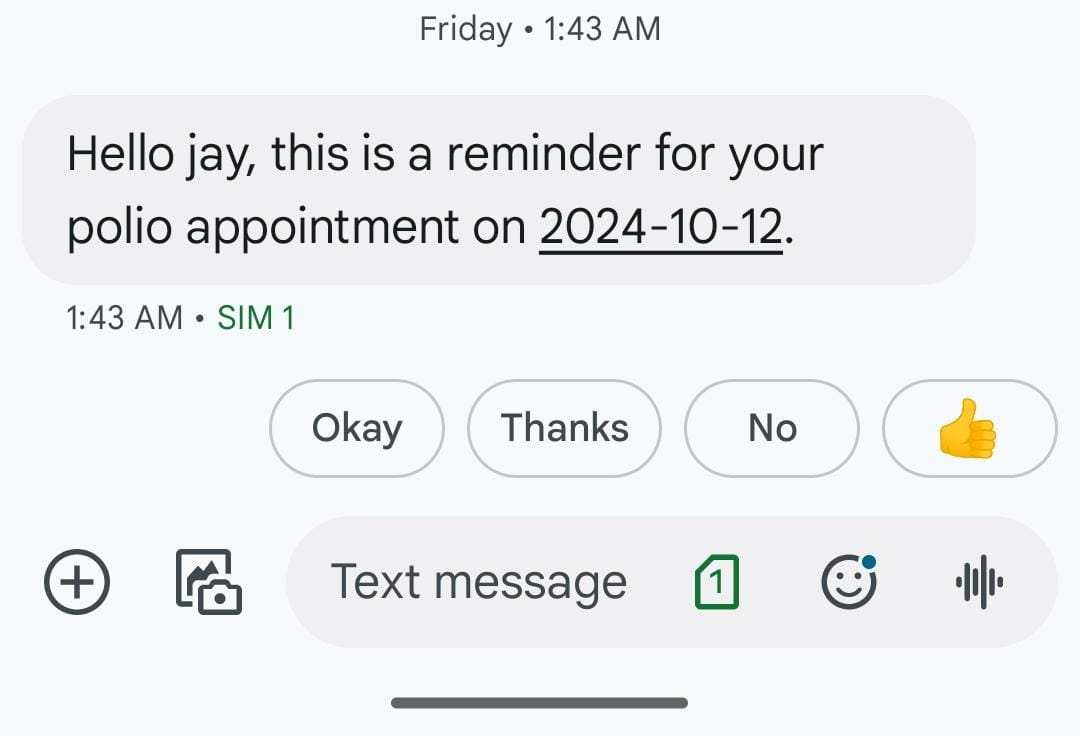 Friday • 1:43 AM
Hello jay, this is a reminder for your
polio appointment on 2024-10-12.
1:43 AM • SIM 1
Okay Thanks No 👍
Text message 1